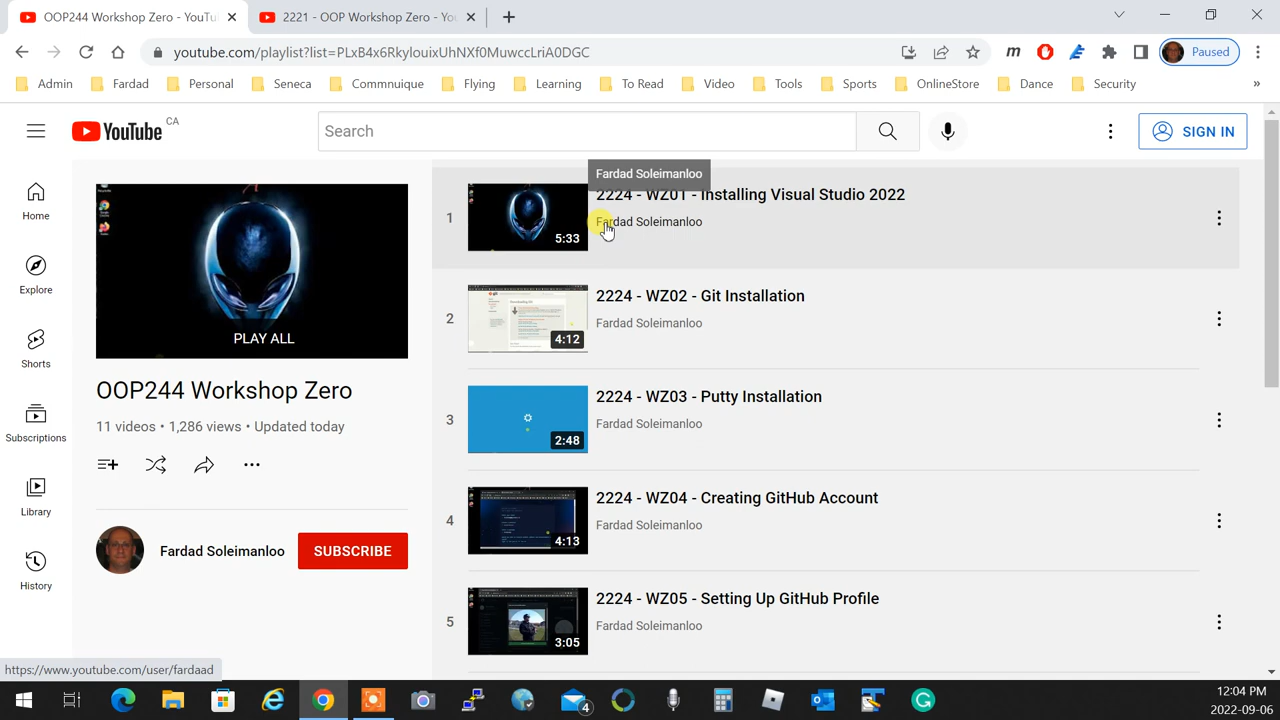 OOP244 Workshop Zero - YouTu
2221 - OOP Workshop Zero - You
youtube.com/playlist?list=PLxB4x6RkylouixUhNXf0MuwccLriA0DGC
m
Paused
Admin
Fardad
Personal
Seneca
Commnuique
Flying
Learning
To Read
Video
Tools
Sports
OnlineStore
Dance
Security
»
YouTube CA
Search
SIGN IN
Home
Explore
Shorts
Subscriptions
Library
History
PLAY ALL
OOP244 Workshop Zero
11 videos • 1,286 views • Updated today
Fardad Soleimanloo
SUBSCRIBE
Fardad Soleimanloo
1
5:33
2224 - WZ01 - Installing Visual Studio 2022
Fardad Soleimanloo
2
4:12
2224 - WZ02 - Git Installation
Fardad Soleimanloo
3
2:48
2224 - WZ03 - Putty Installation
Fardad Soleimanloo
4
4:13
2224 - WZ04 - Creating GitHub Account
Fardad Soleimanloo
5
3:05
2224 - WZ05 - Setting Up GitHub Profile
Fardad Soleimanloo
https://www.youtube.com/user/fardaad
4
12:04 PM
2022-09-06